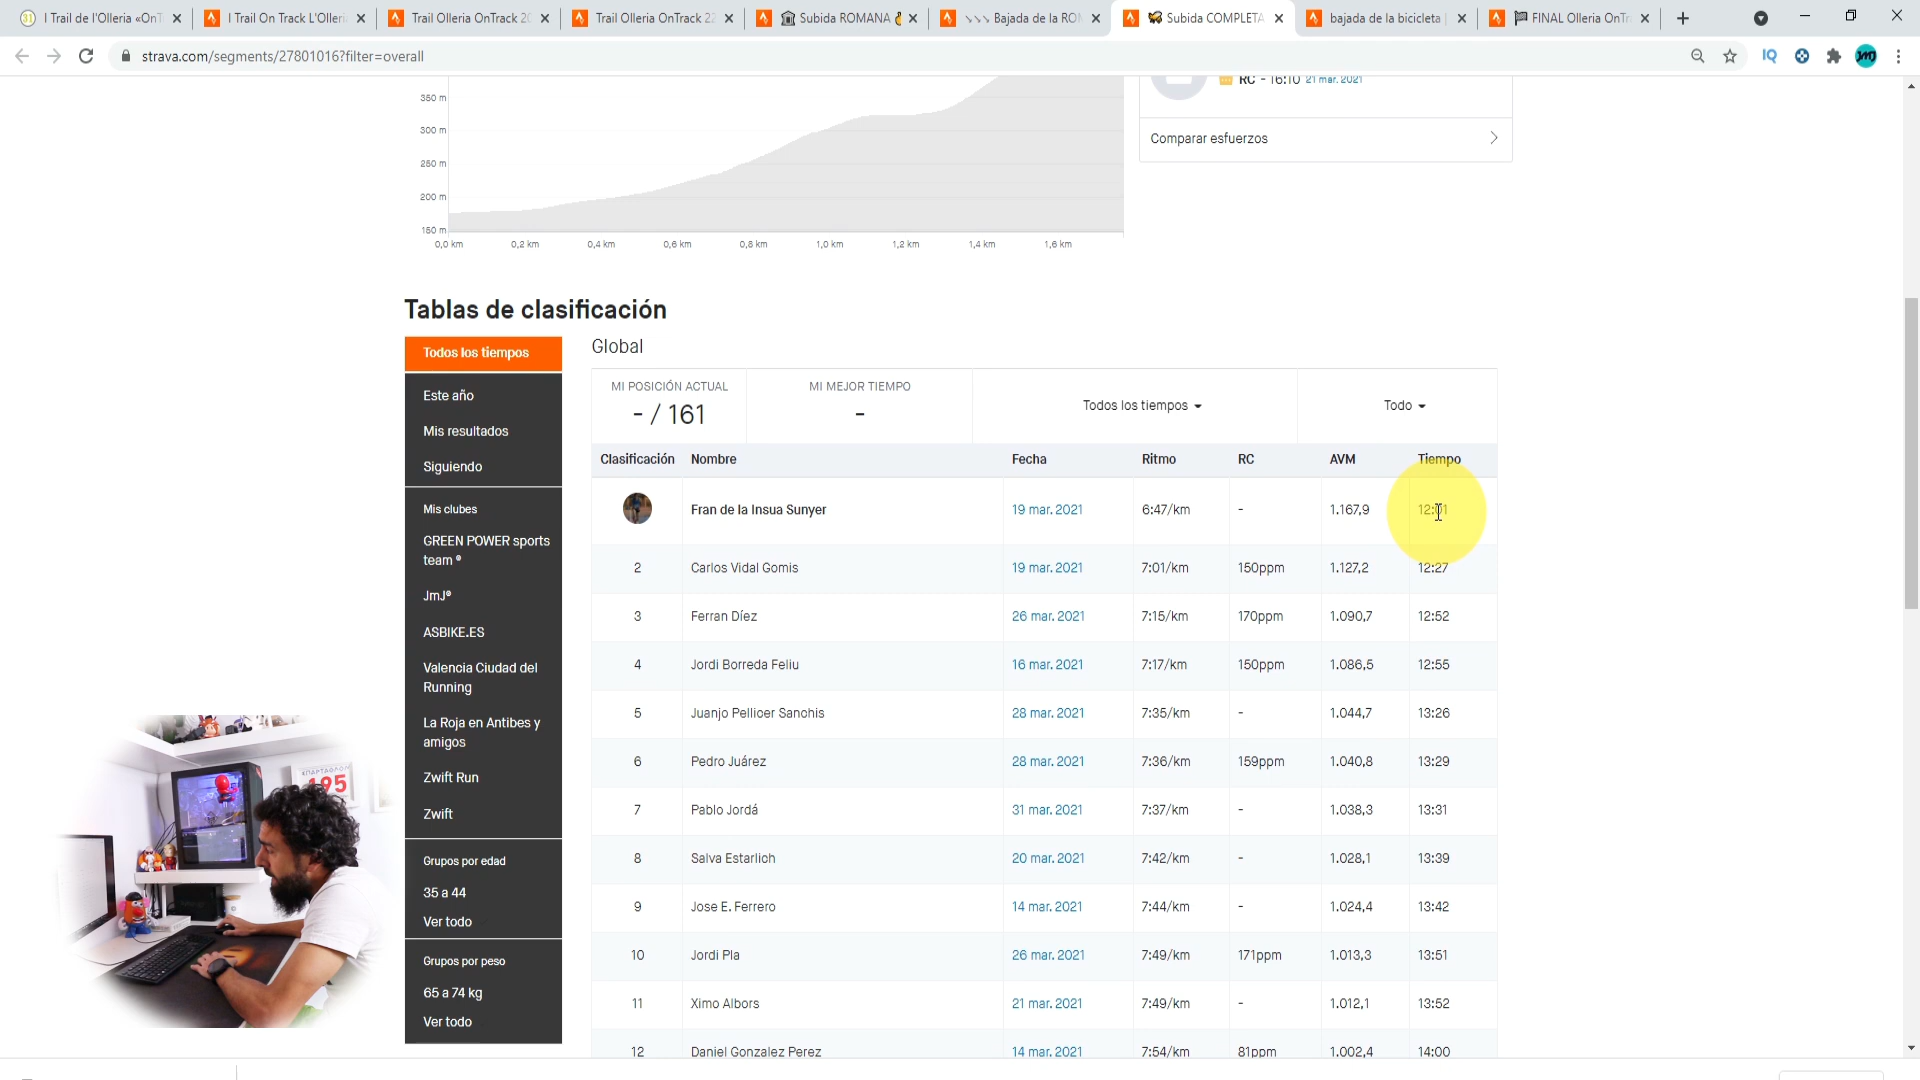 I Trail de l'Olleria «OnT
I Trail On Track L'Olleri
Trail Olleria OnTrack 20
Trail Olleria OnTrack 22
Subida ROMANA
Bajada de la RON
Subida COMPLETA
bajada de la bicicleta |
FINAL Olleria OnTr
strava.com/segments/27801016?filter=overall
RC - 16:10 21 mar. 2021
Comparar esfuerzos
350 m
300 m
250 m
200 m
150 m
0,0 km 0,2 km 0,4 km 0,6 km 0,8 km 1,0 km 1,2 km 1,4 km 1,6 km
Tablas de clasificación
Todos los tiempos
Este año
Mis resultados
Siguiendo
Mis clubes
GREEN POWER sports
team ®
JmJ®
ASBIKE.ES
Valencia Ciudad del
Running
La Roja en Antibes y
amigos
Zwift Run
Zwift
Grupos por edad
35 a 44
Ver todo
Grupos por peso
65 a 74 kg
Ver todo
Global
MI POSICIÓN ACTUAL MI MEJOR TIEMPO
- / 161 - Todos los tiempos Todo
Clasificación Nombre Fecha Ritmo RC AVM Tiempo
Fran de la Insua Sunyer 19 mar. 2021 6:47/km - 1.167,9 12:01
2 Carlos Vidal Gomis 19 mar. 2021 7:01/km 150ppm 1.127,2 12:27
3 Ferran Díez 26 mar. 2021 7:15/km 170ppm 1.090,7 12:52
4 Jordi Borreda Feliu 16 mar. 2021 7:17/km 150ppm 1.086,5 12:55
5 Juanjo Pellicer Sanchis 28 mar. 2021 7:35/km - 1.044,7 13:26
6 Pedro Juárez 28 mar. 2021 7:36/km 159ppm 1.040,8 13:29
7 Pablo Jordá 31 mar. 2021 7:37/km - 1.038,3 13:31
8 Salva Estarlich 20 mar. 2021 7:42/km - 1.028,1 13:39
9 Jose E. Ferrero 14 mar. 2021 7:44/km - 1.024,4 13:42
10 Jordi Pla 26 mar. 2021 7:49/km 171ppm 1.013,3 13:51
11 Ximo Albors 21 mar. 2021 7:49/km - 1.012,1 13:52
12 Daniel Gonzalez Perez 14 mar. 2021 7:54/km 81ppm 1.002,4 14:00